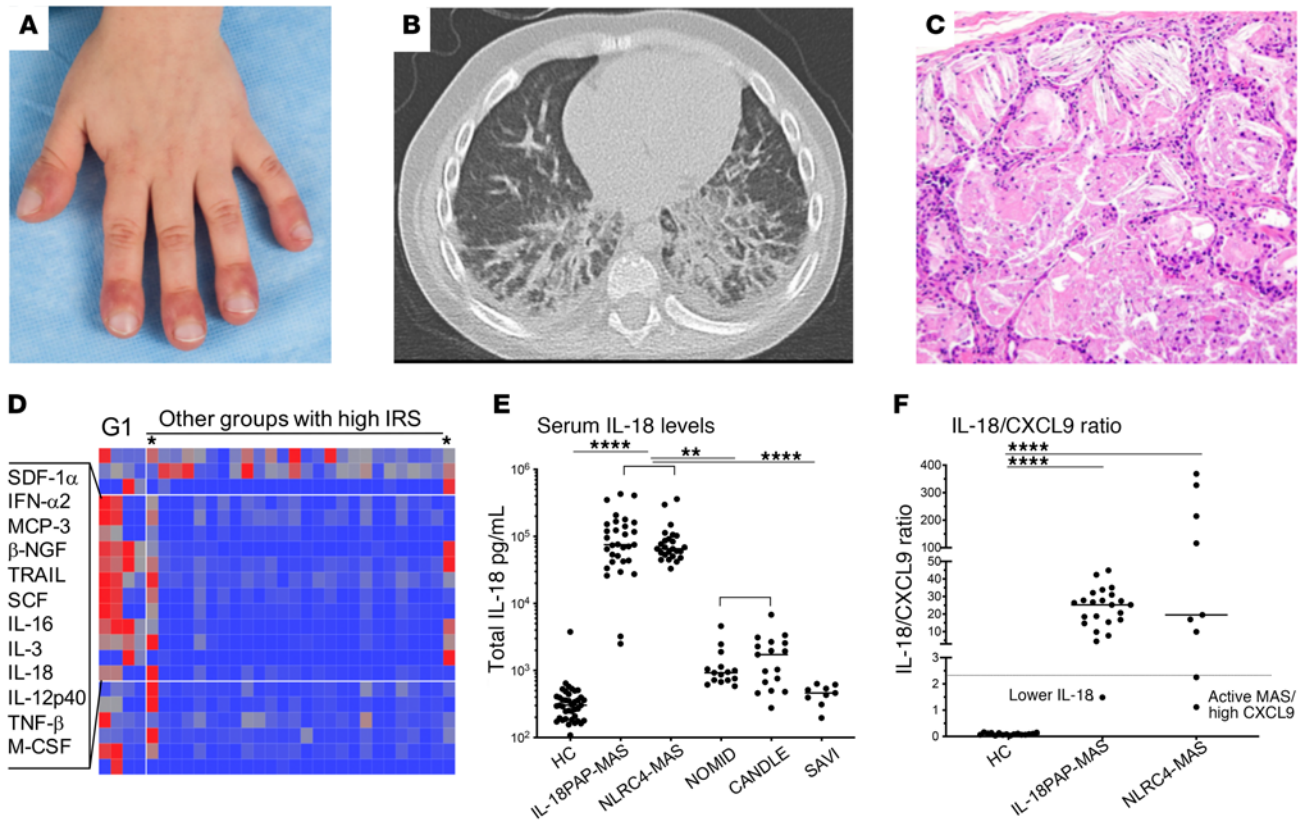 A
B
C
D
G1
Other groups with high IRS
*
*
SDF-1α
IFN-α2
MCP-3
β-NGF
TRAIL
SCF
IL-16
IL-3
IL-18
IL-12p40
TNF-β
M-CSF
E
Serum IL-18 levels
****
**
****
Total IL-18 pg/mL
10⁶
10⁵
10⁴
10³
10²
HC
IL-18PAP-MAS
NLRC4-MAS
NOMID
CANDLE
SAVI
F
IL-18/CXCL9 ratio
****
****
IL-18/CXCL9 ratio
400
300
200
100
50
40
30
20
10
3
2
1
0
Lower IL-18
Active MAS/
high CXCL9
HC
IL-18PAP-MAS
NLRC4-MAS